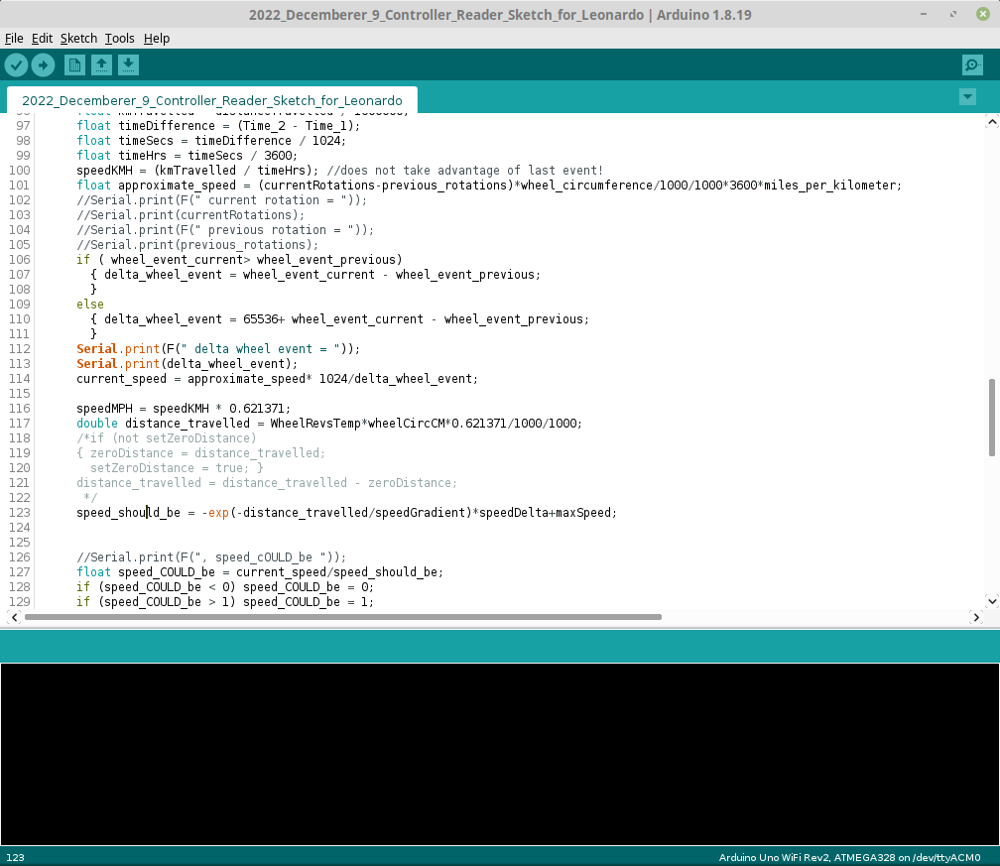 2022_Decemberer_9_Controller_Reader_Sketch_for_Leonardo | Arduino 1.8.19
File Edit Sketch Tools Help
2022_Decemberer_9_Controller_Reader_Sketch_for_Leonardo
97 float timeDifference = (Time_2 - Time_1);
98 float timeSecs = timeDifference / 1024;
99 float timeHrs = timeSecs / 3600;
100 speedKMH = (kmTravelled / timeHrs); //does not take advantage of last event!
101 float approximate_speed = (currentRotations-previous_rotations)*wheel_circumference/1000/1000*3600*miles_per_kilometer;
102 //Serial.print(F(" current rotation = "));
103 //Serial.print(currentRotations);
104 //Serial.print(F(" previous rotation = "));
105 //Serial.print(previous_rotations);
106 if ( wheel_event_current> wheel_event_previous)
107 { delta_wheel_event = wheel_event_current - wheel_event_previous;
108 }
109 else
110 { delta_wheel_event = 65536+ wheel_event_current - wheel_event_previous;
111 }
112 Serial.print(F(" delta wheel event = "));
113 Serial.print(delta_wheel_event);
114 current_speed = approximate_speed* 1024/delta_wheel_event;
115
116 speedMPH = speedKMH * 0.621371;
117 double distance_travelled = WheelRevsTemp*wheelCircCM*0.621371/1000/1000;
118 /*if (not setZeroDistance)
119 { zeroDistance = distance_travelled;
120 setZeroDistance = true; }
121 distance_travelled = distance_travelled - zeroDistance;
122 */
123 speed_should_be = -exp(-distance_travelled/speedGradient)*speedDelta+maxSpeed;
124
125
126 //Serial.print(F(", speed_cOULD_be "));
127 float speed_COULD_be = current_speed/speed_should_be;
128 if (speed_COULD_be < 0) speed_COULD_be = 0;
129 if (speed_COULD_be > 1) speed_COULD_be = 1;
123 Arduino Uno WiFi Rev2, ATMEGA328 on /dev/ttyACM0